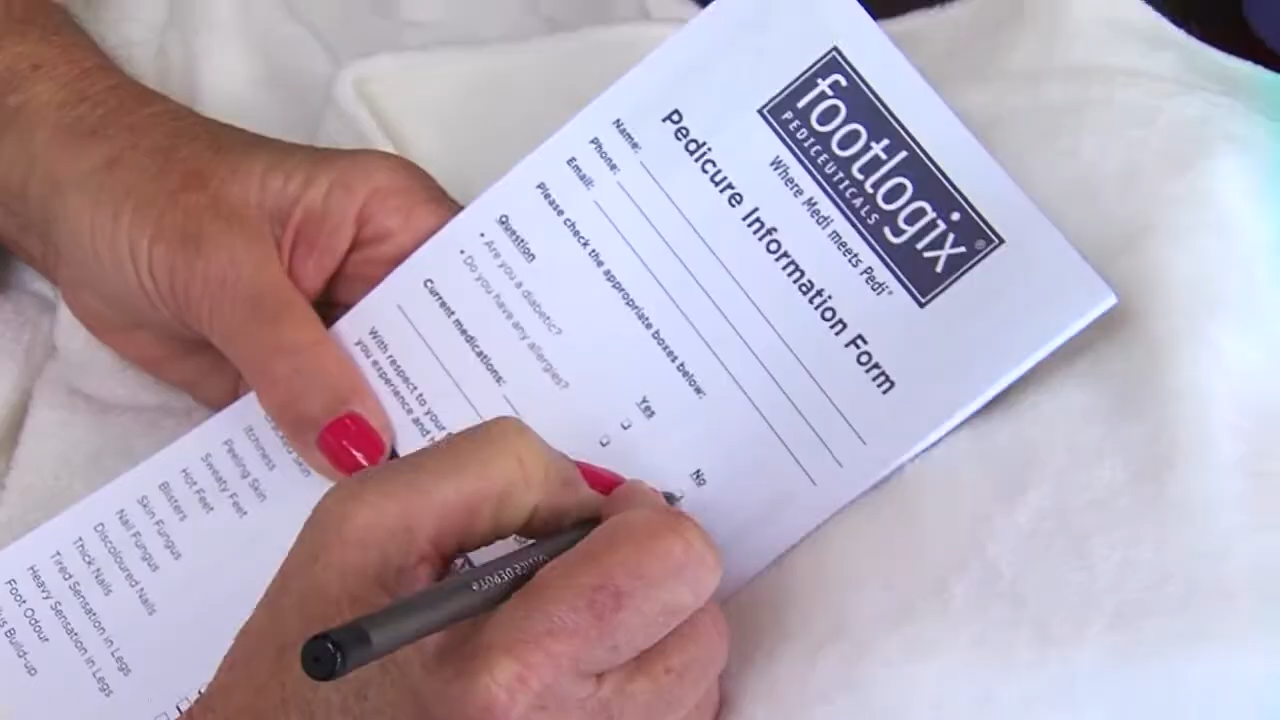 footlogix®
PEDICEUTICALS
Where Medi meets Pedi
Pedicure Information Form
Name:
Phone:
Email:
Please check the appropriate boxes below:
Question Yes No
• Are you a diabetic?
• Do you have any allergies?
Current medications:
With respect to your
you experience and
Skin
Itchiness
Peeling Skin
Sweaty Feet
Hot Feet
Blisters
Skin Fungus
Nail Fungus
Discoloured Nails
Thick Nails
Tired Sensation in Legs
Heavy Sensation in Legs
Foot Odour
Build-up